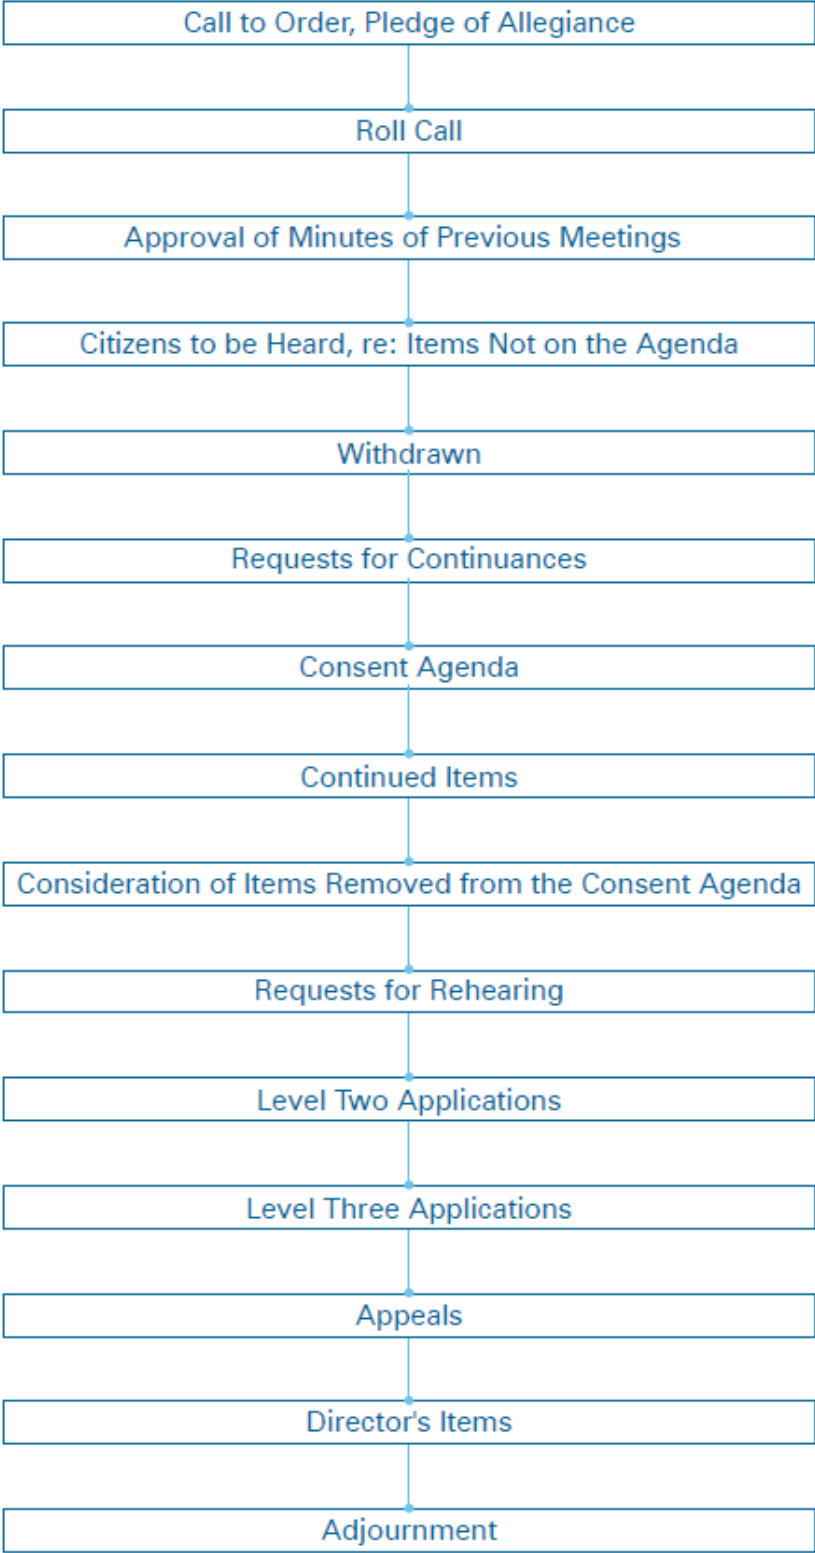 Call to Order, Pledge of Allegiance
Roll Call
Approval of Minutes of Previous Meetings
Citizens to be Heard, re: Items Not on the Agenda
Withdrawn
Requests for Continuances
Consent Agenda
Continued Items
Consideration of Items Removed from the Consent Agenda
Requests for Rehearing
Level Two Applications
Level Three Applications
Appeals
Director's Items
Adjournment